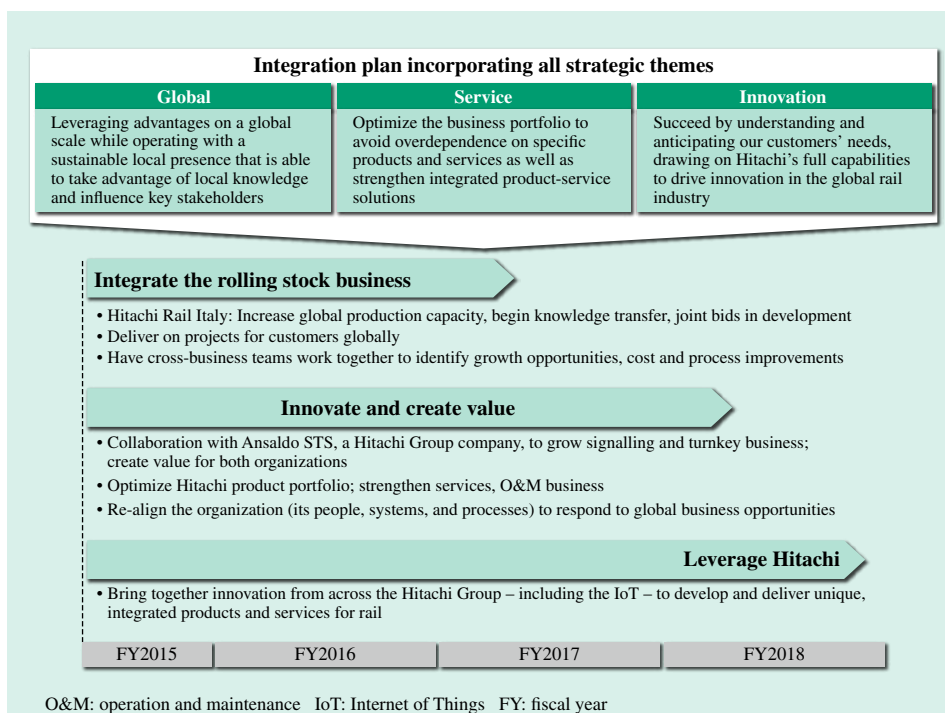 Integration plan incorporating all strategic themes
Global
Leveraging advantages on a global
scale while operating with a
sustainable local presence that is able
to take advantage of local knowledge
and influence key stakeholders
Service
Optimize the business portfolio to
avoid overdependence on specific
products and services as well as
strengthen integrated product-service
solutions
Innovation
Succeed by understanding and
anticipating our customers’ needs,
drawing on Hitachi’s full capabilities
to drive innovation in the global rail
industry
Integrate the rolling stock business
• Hitachi Rail Italy: Increase global production capacity, begin knowledge transfer, joint bids in development
• Deliver on projects for customers globally
• Have cross-business teams work together to identify growth opportunities, cost and process improvements
Innovate and create value
• Collaboration with Ansaldo STS, a Hitachi Group company, to grow signalling and turnkey business;
create value for both organizations
• Optimize Hitachi product portfolio; strengthen services, O&M business
• Re-align the organization (its people, systems, and processes) to respond to global business opportunities
Leverage Hitachi
• Bring together innovation from across the Hitachi Group – including the IoT – to develop and deliver unique,
integrated products and services for rail
FY2015 FY2016 FY2017 FY2018
O&M: operation and maintenance IoT: Internet of Things FY: fiscal year